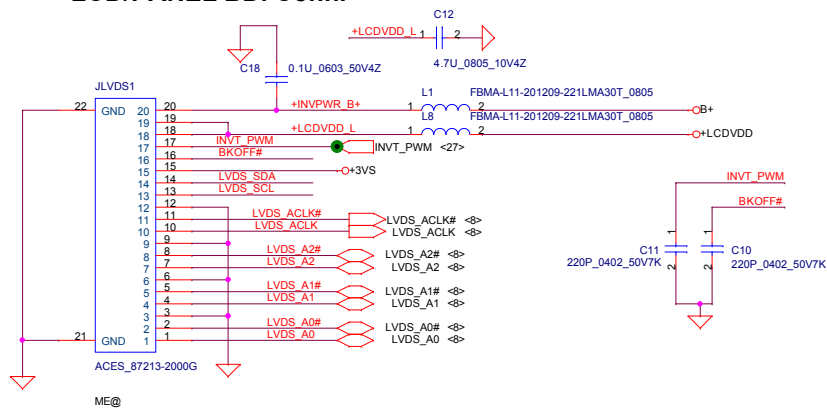 C12
+LCDVDD_L 1 2
4.7U_0805_10V4Z
C18 0.1U_0603_50V4Z
JLVDS1
L1 FBMA-L11-201209-221LMA30T_0805
22 GND 20 20 +INVPWR_B+ 1 2 B+
19 19 L8 FBMA-L11-201209-221LMA30T_0805
18 18 +LCDVDD_L 1 2 +LCDVDD
17 17 INVT_PWM INVT_PWM <27>
16 16 BKOFF#
15 15 +3VS
14 14 LVDS_SDA
13 13 LVDS_SCL
12 12
11 11 LVDS_ACLK# LVDS_ACLK# <8>
10 10 LVDS_ACLK LVDS_ACLK <8>
9 9
8 8 LVDS_A2# LVDS_A2# <8>
7 7 LVDS_A2 LVDS_A2 <8>
6 6
5 5 LVDS_A1# LVDS_A1# <8>
4 4 LVDS_A1 LVDS_A1 <8>
3 3
2 2 LVDS_A0# LVDS_A0# <8>
21 GND 1 1 LVDS_A0 LVDS_A0 <8>
ACES_87213-2000G
ME@
INVT_PWM
BKOFF#
1 1
C11 C10
220P_0402_50V7K 220P_0402_50V7K
2 2